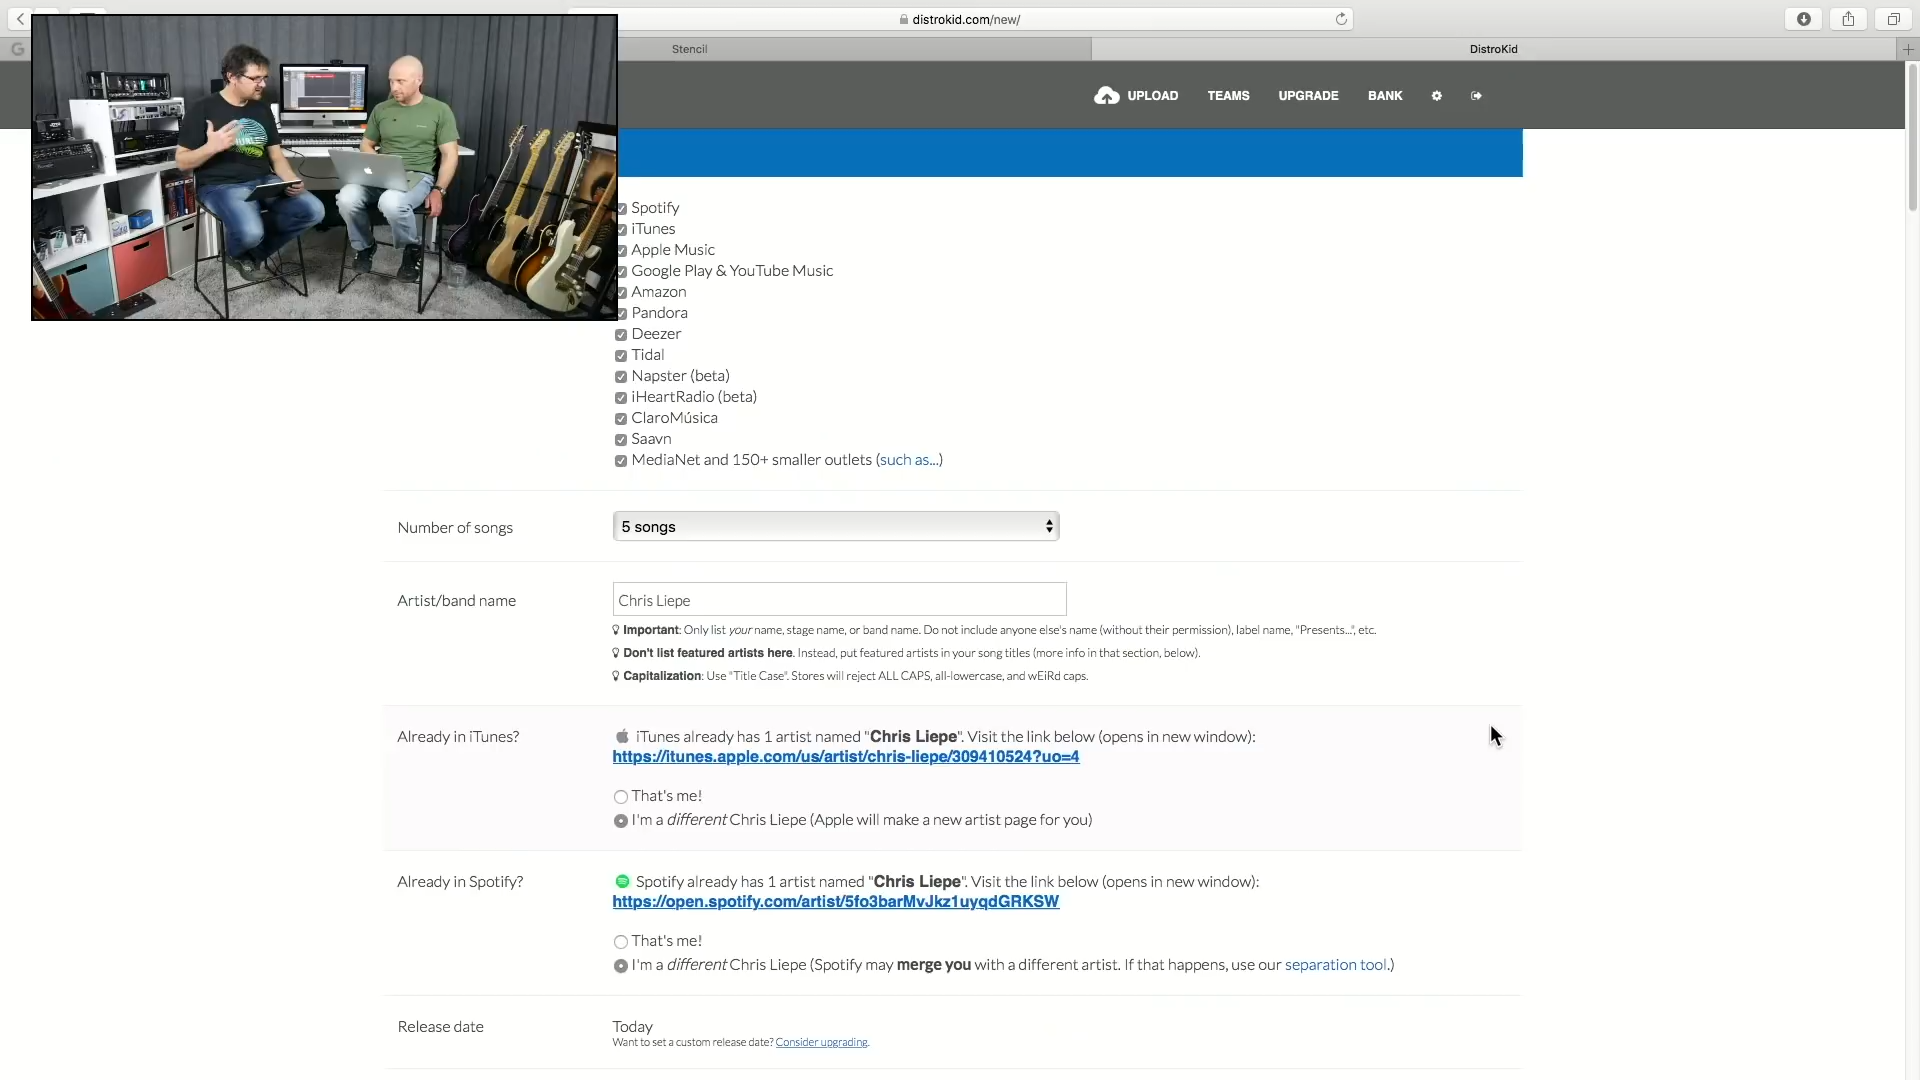 distrokid.com/new/
Stencil
DistroKid
UPLOAD TEAMS UPGRADE BANK
Spotify
iTunes
Apple Music
Google Play & YouTube Music
Amazon
Pandora
Deezer
Tidal
Napster (beta)
iHeartRadio (beta)
ClaroMúsica
Saavn
MediaNet and 150+ smaller outlets (such as...)
Number of songs
5 songs
Artist/band name
Chris Liepe
Important: Only list your name, stage name, or band name. Do not include anyone else's name (without their permission), label name, "Presents...", etc.
Don't list featured artists here. Instead, put featured artists in your song titles (more info in that section, below).
Capitalization: Use "Title Case". Stores will reject ALL CAPS, all-lowercase, and wEiRd caps.
Already in iTunes?
iTunes already has 1 artist named "Chris Liepe". Visit the link below (opens in new window):
https://itunes.apple.com/us/artist/chris-liepe/309410524?uo=4
That's me!
I'm a different Chris Liepe (Apple will make a new artist page for you)
Already in Spotify?
Spotify already has 1 artist named "Chris Liepe". Visit the link below (opens in new window):
https://open.spotify.com/artist/5fo3barMvJkz1uyqdGRKSW
That's me!
I'm a different Chris Liepe (Spotify may merge you with a different artist. If that happens, use our separation tool.)
Release date
Today
Want to set a custom release date? Consider upgrading.